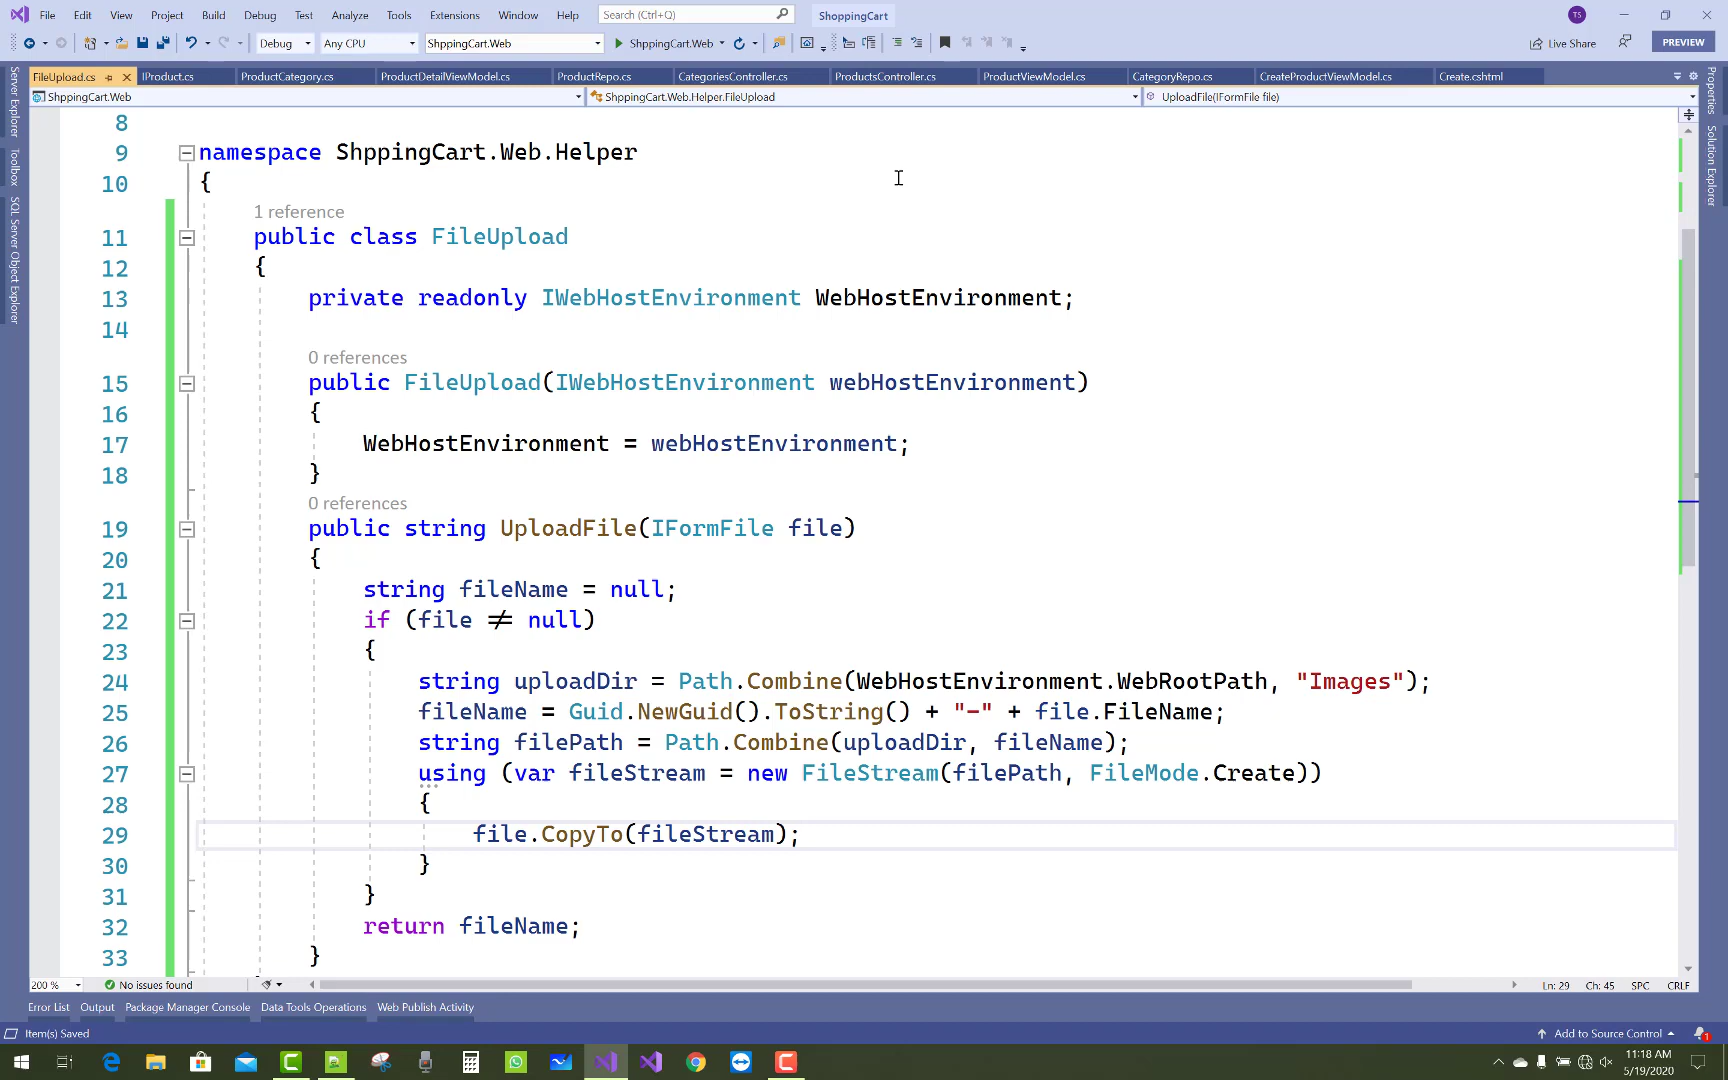 File Edit View Project Build Debug Test Analyze Tools Extensions Window Help Search (Ctrl+Q) ShoppingCart TS
Debug Any CPU ShppingCart.Web ShppingCart.Web Live Share PREVIEW
FileUpload.cs IProduct.cs ProductCategory.cs ProductDetailViewModel.cs ProductRepo.cs CategoriesController.cs ProductsController.cs ProductViewModel.cs CategoryRepo.cs CreateProductViewModel.cs Create.cshtml
ShppingCart.Web ShppingCart.Web.Helper.FileUpload UploadFile(IFormFile file)
Server Explorer
Toolbox
SQL Server Object Explorer
Properties
Solution Explorer
8
9 namespace ShppingCart.Web.Helper
10 {
1 reference
11 public class FileUpload
12 {
13 private readonly IWebHostEnvironment WebHostEnvironment;
14
0 references
15 public FileUpload(IWebHostEnvironment webHostEnvironment)
16 {
17 WebHostEnvironment = webHostEnvironment;
18 }
0 references
19 public string UploadFile(IFormFile file)
20 {
21 string fileName = null;
22 if (file ≠ null)
23 {
24 string uploadDir = Path.Combine(WebHostEnvironment.WebRootPath, "Images");
25 fileName = Guid.NewGuid().ToString() + "-" + file.FileName;
26 string filePath = Path.Combine(uploadDir, fileName);
27 using (var fileStream = new FileStream(filePath, FileMode.Create))
28 {
29 file.CopyTo(fileStream);
30 }
31 }
32 return fileName;
33 }
200 % No issues found Ln: 29 Ch: 45 SPC CRLF
Error List Output Package Manager Console Data Tools Operations Web Publish Activity
Item(s) Saved Add to Source Control 1
11:18 AM
5/19/2020